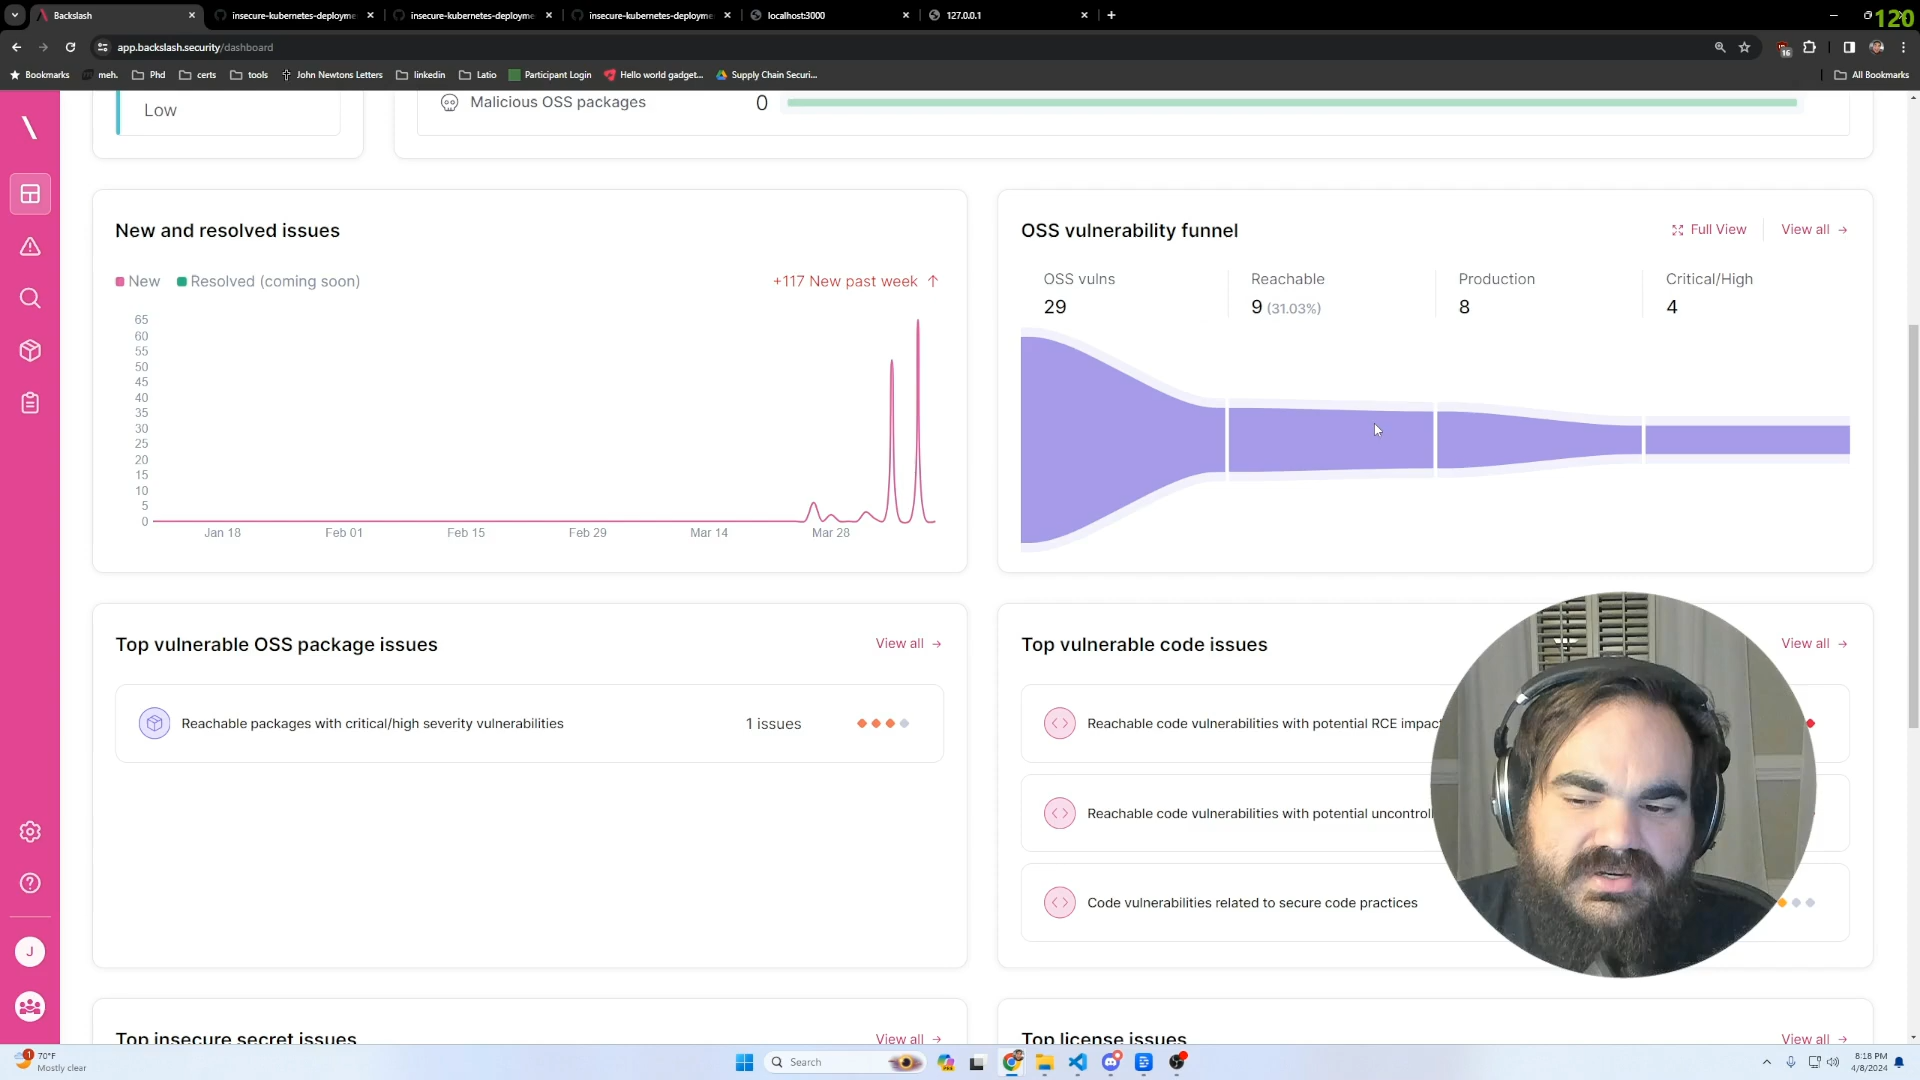 Backslash
insecure-kubernetes-deployme
insecure-kubernetes-deployme
insecure-kubernetes-deployme
localhost:3000
127.0.0.1
120
app.backslash.security/dashboard
16
Bookmarks
meh.
Phd
certs
tools
John Newtons Letters
linkedin
Latio
Participant Login
Hello world gadget...
Supply Chain Securi...
All Bookmarks
Low
Malicious OSS packages
0
New and resolved issues
New
Resolved (coming soon)
+117 New past week
65
60
55
50
45
40
35
30
25
20
15
10
5
0
Jan 18
Feb 01
Feb 15
Feb 29
Mar 14
Mar 28
OSS vulnerability funnel
Full View
View all →
OSS vulns
29
Reachable
9 (31.03%)
Production
8
Critical/High
4
Top vulnerable OSS package issues
View all →
Reachable packages with critical/high severity vulnerabilities
1 issues
Top vulnerable code issues
View all →
Reachable code vulnerabilities with potential RCE impact
Reachable code vulnerabilities with potential uncontroll
Code vulnerabilities related to secure code practices
Top insecure secret issues
View all →
Top license issues
View all →
J
1
70°F
Mostly clear
Search
8:18 PM
4/8/2024